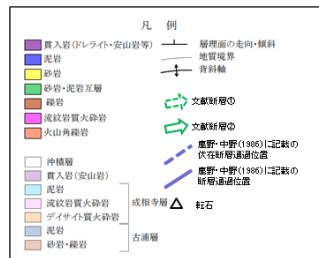 凡 例
貫入岩(ドレライト・安山岩等)
泥岩
砂岩
砂岩・泥岩互層
礫岩
流紋岩質火砕岩
火山角礫岩
層理面の走向・傾斜
地質境界
背斜軸
文献断層①
文献断層②
鹿野・中野(1986)に記載の
伏在断層通過位置
鹿野・中野(1986)に記載の
断層通過位置
転石
沖積層
貫入岩(安山岩)
泥岩
流紋岩質火砕岩
デイサイト質火砕岩
成相寺層
泥岩
砂岩・礫岩
古浦層